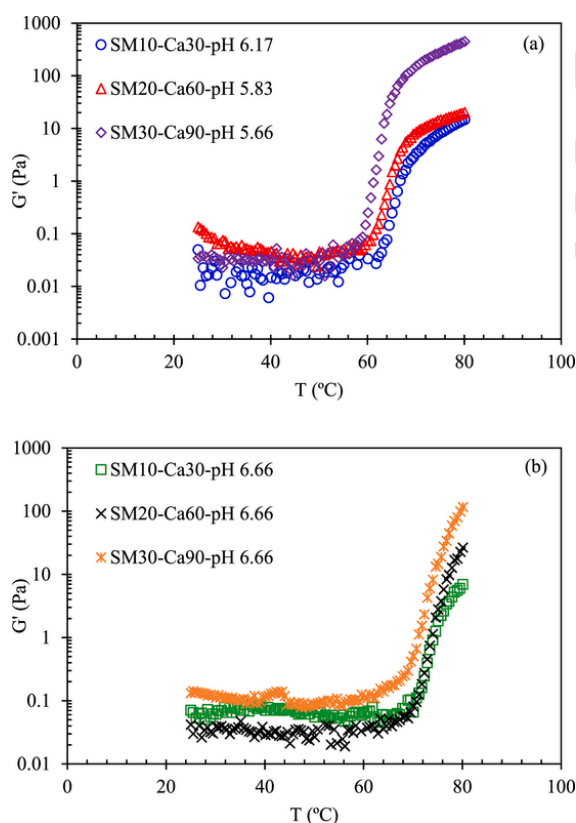 (a)
SM10-Ca30-pH 6.17
SM20-Ca60-pH 5.83
SM30-Ca90-pH 5.66
1000
100
10
1
0.1
0.01
0.001
G' (Pa)
0 20 40 60 80 100
T (ºC)
(b)
SM10-Ca30-pH 6.66
SM20-Ca60-pH 6.66
SM30-Ca90-pH 6.66
1000
100
10
1
0.1
0.01
G' (Pa)
0 20 40 60 80 100
T (ºC)